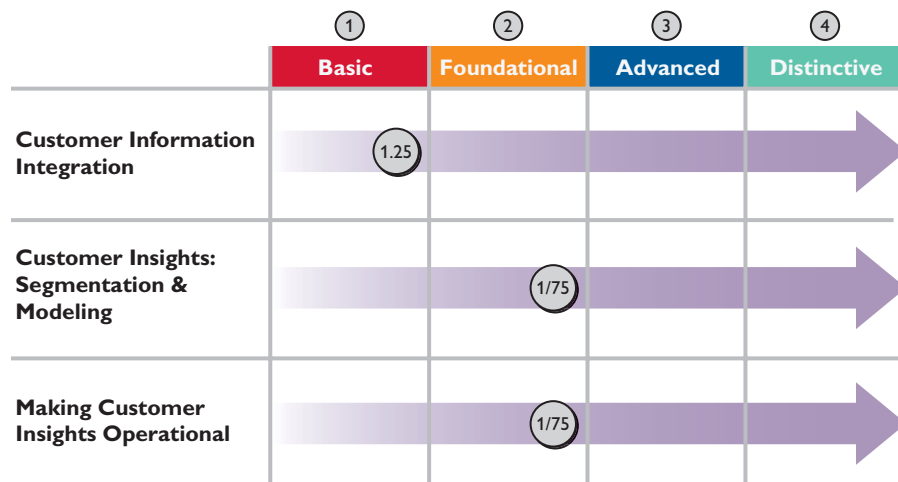 1 2 3 4
Basic Foundational Advanced Distinctive
Customer Information
Integration
1.25
Customer Insights:
Segmentation &
Modeling
1/75
Making Customer
Insights Operational
1/75